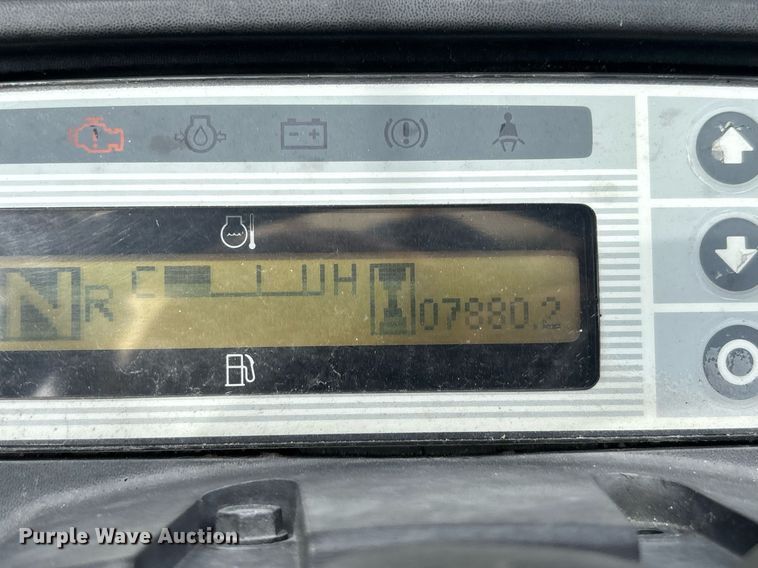 C H
N R 07880.2
Purple Wave Auction